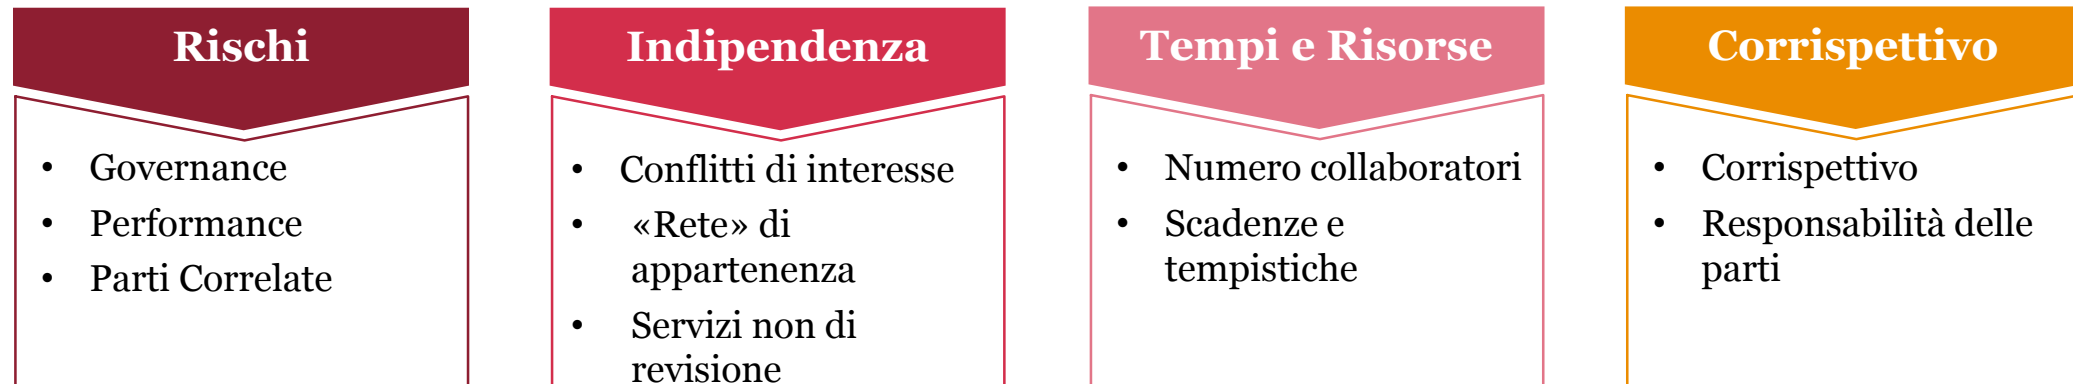 Rischi
• Governance
• Performance
• Parti Correlate
Indipendenza
• Conflitti di interesse
• «Rete» di
appartenenza
• Servizi non di
revisione
Tempi e Risorse
• Numero collaboratori
• Scadenze e
tempistiche
Corrispettivo
• Corrispettivo
• Responsabilità delle
parti